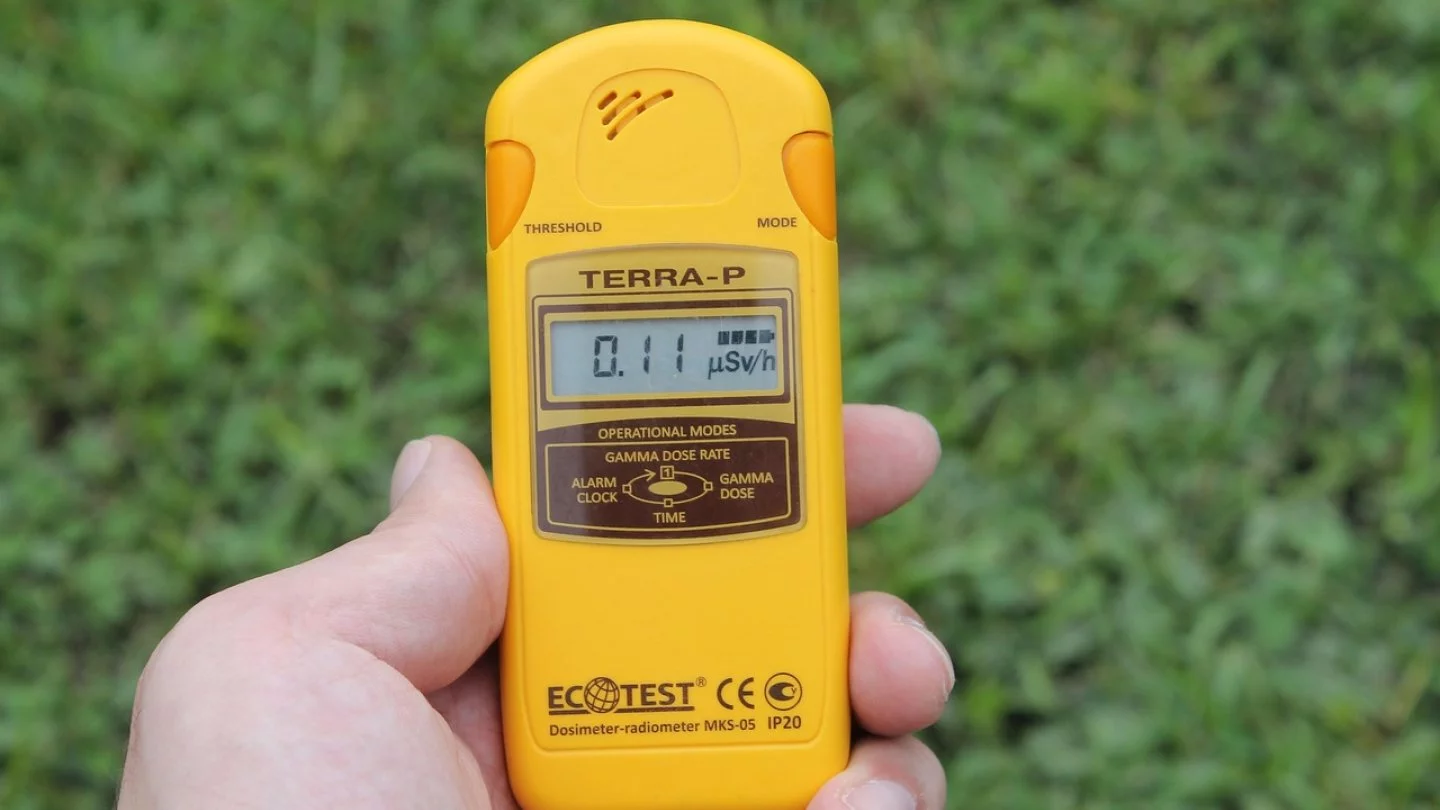 THRESHOLD MODE
TERRA-P
0.11 µSv/h
OPERATIONAL MODES
GAMMA DOSE RATE
1
ALARM CLOCK
GAMMA DOSE
TIME
ECOTEST® CE
Dosimeter-radiometer MKS-05 IP20